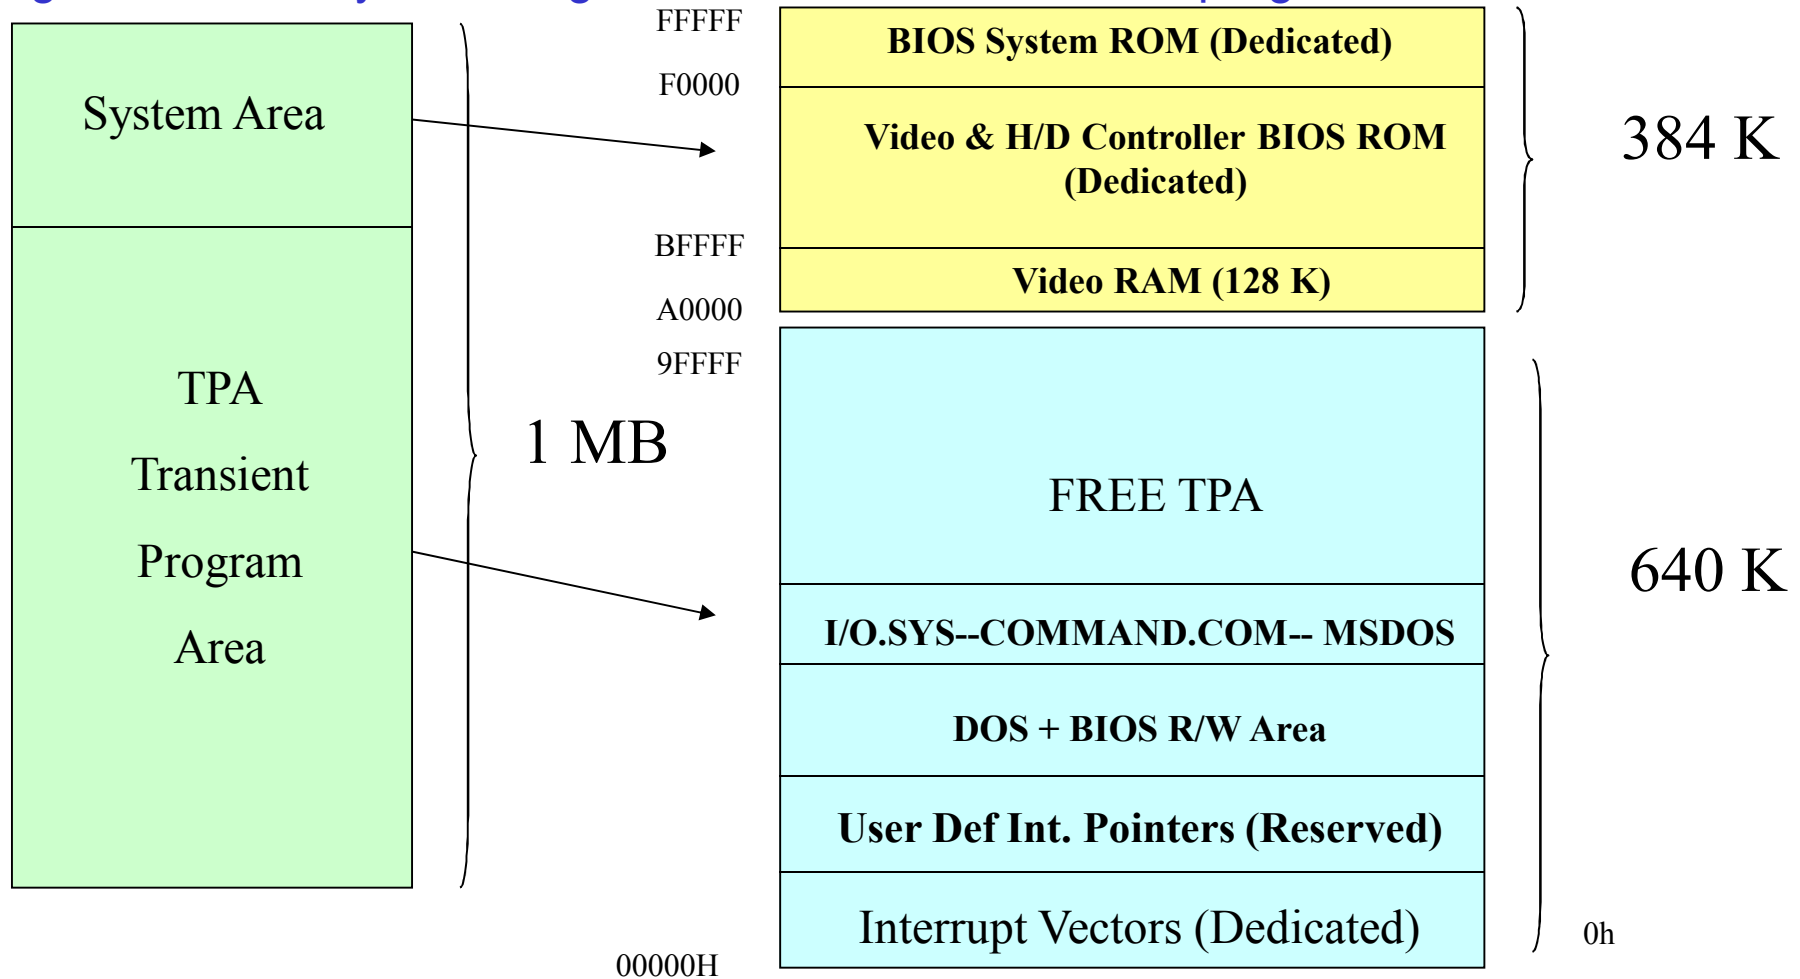 System Area
TPA
Transient
Program
Area
1 MB
FFFFF
F0000
BFFFF
A0000
9FFFF
00000H
BIOS System ROM (Dedicated)
Video & H/D Controller BIOS ROM
(Dedicated)
Video RAM (128 K)
FREE TPA
I/O.SYS--COMMAND.COM-- MSDOS
DOS + BIOS R/W Area
User Def Int. Pointers (Reserved)
Interrupt Vectors (Dedicated)
384 K
640 K
0h